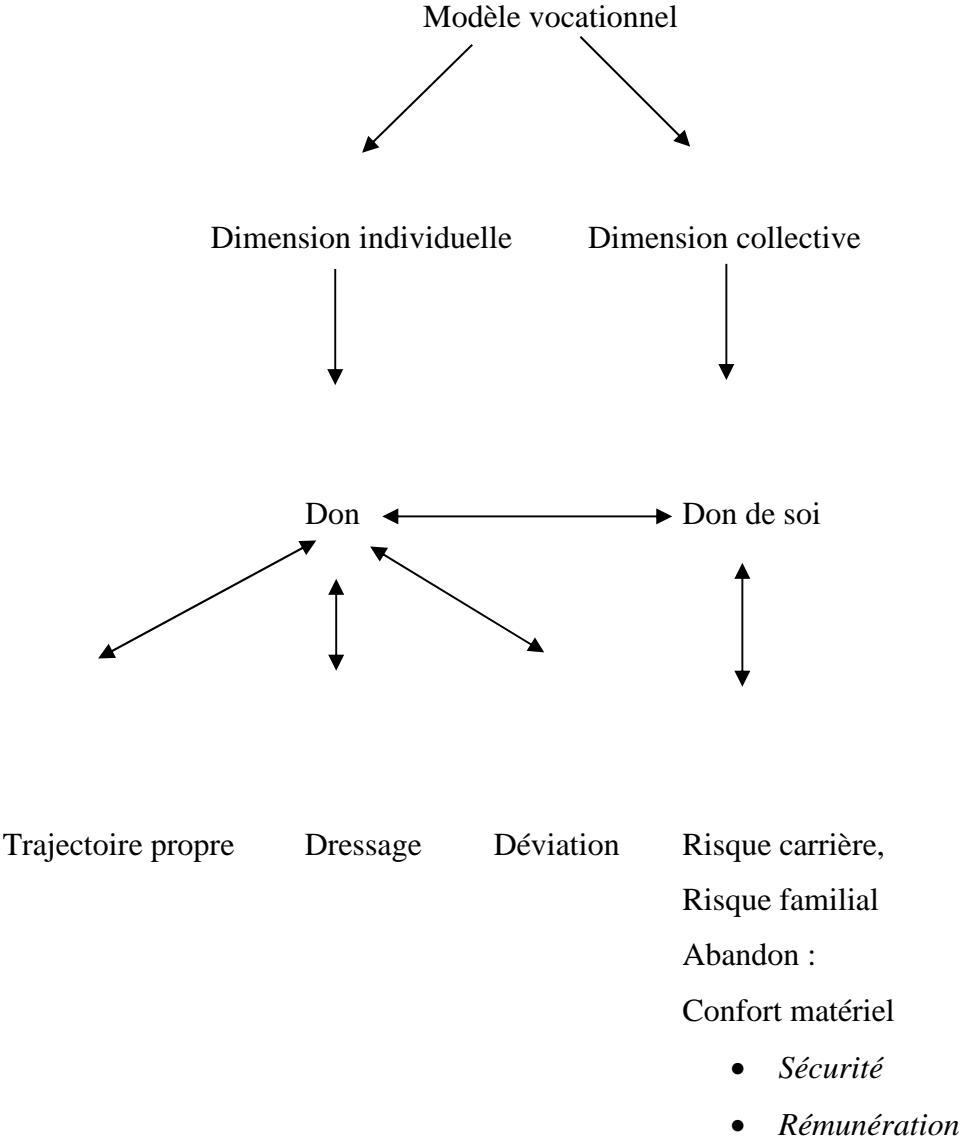 Modèle vocationnel
Dimension individuelle Dimension collective
Don Don de soi
Trajectoire propre Dressage Déviation Risque carrière,
Risque familial
Abandon :
Confort matériel
• Sécurité
• Rémunération